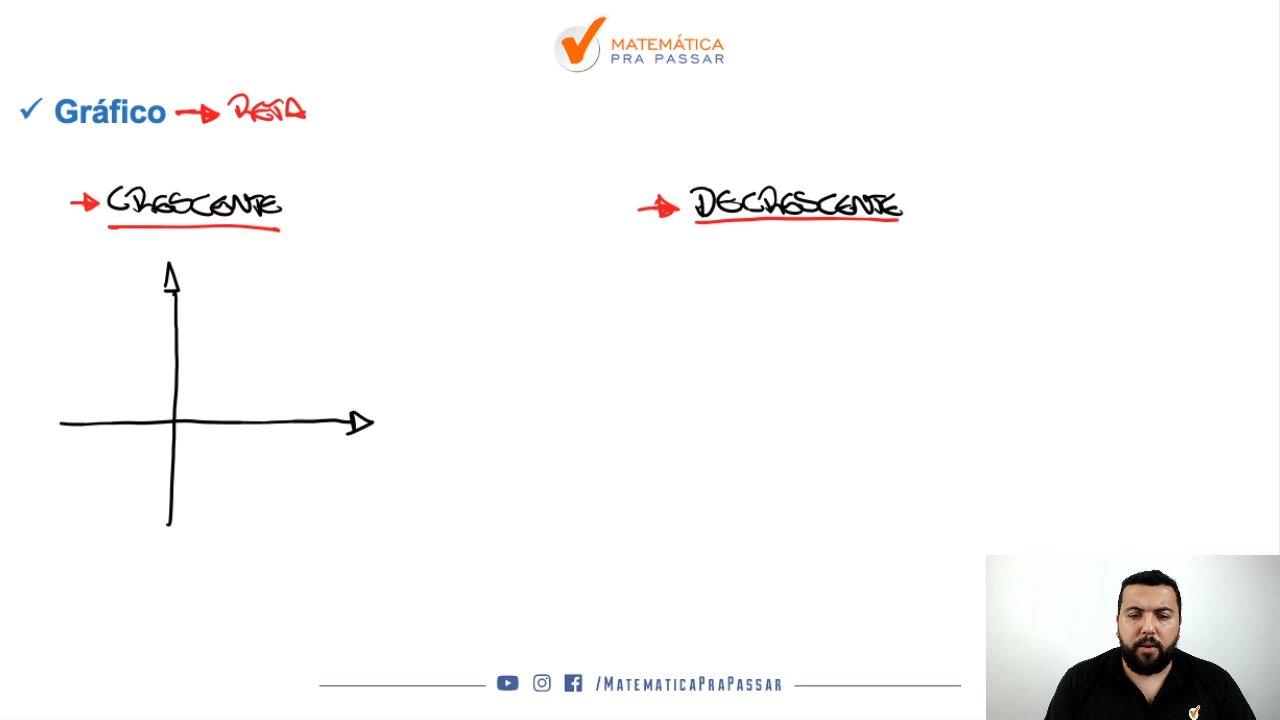 MATEMÁTICA
PRA PASSAR
Gráfico → RETA
→ CRESCENTE
→ DECRESCENTE
/MATEMATICAPRAPASSAR